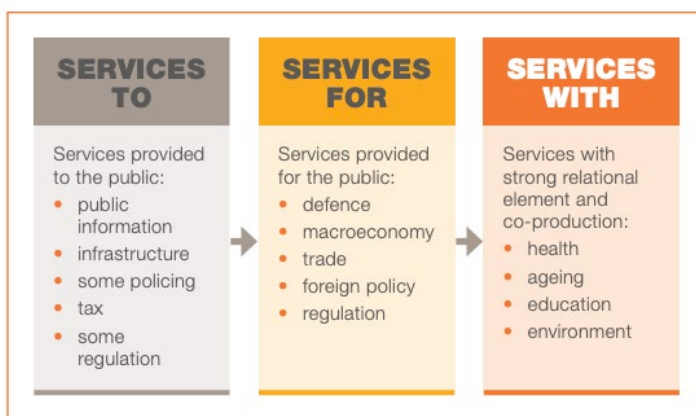 SERVICES
TO
Services provided
to the public:
• public
information
• infrastructure
• some policing
• tax
• some
regulation
SERVICES
FOR
Services provided
for the public:
• defence
• macroeconomy
• trade
• foreign policy
• regulation
SERVICES
WITH
Services with
strong relational
element and
co-production:
• health
• ageing
• education
• environment